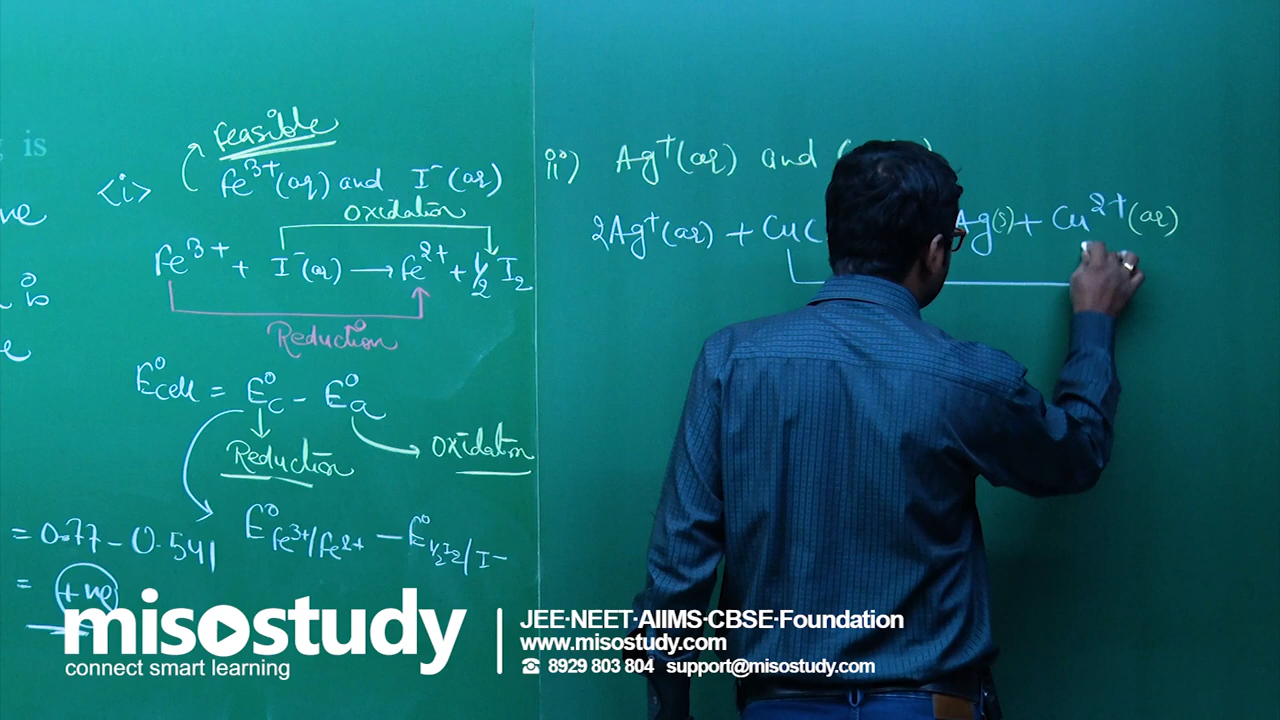 is
<i>
Feasible
Fe³⁺(aq) and I⁻(aq)
Oxidation
Fe³⁺ + I⁻(aq) → Fe²⁺ + ½ I₂
Reduction
E°cell = E°c - E°a
Reduction
Oxidation
E°Fe³⁺/Fe²⁺ - E°½I₂/I⁻
= 0.77 - 0.541
= +ve
ii) Ag⁺(aq) and
2Ag⁺(aq) + Cu( Ag(s) + Cu²⁺(aq)
misostudy
connect smart learning
JEE·NEET·AIIMS·CBSE·Foundation
www.misostudy.com
☎ 8929 803 804 support@misostudy.com